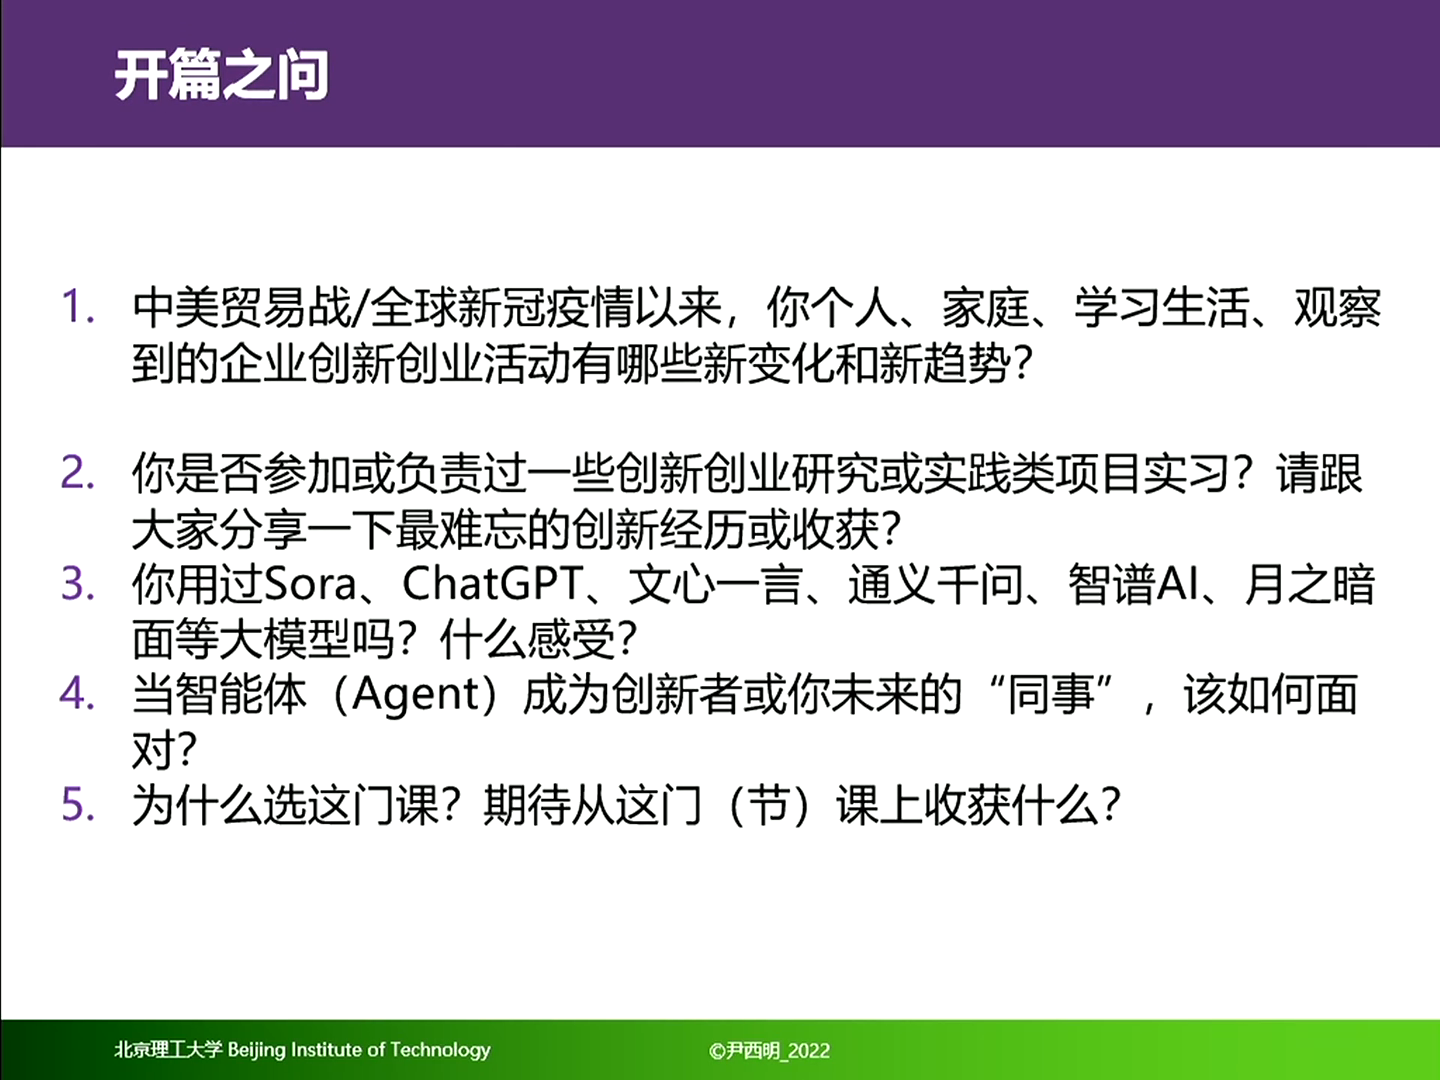 开篇之问
1. 中美贸易战/全球新冠疫情以来，你个人、家庭、学习生活、观察
到的企业创新创业活动有哪些新变化和新趋势？
2. 你是否参加或负责过一些创新创业研究或实践类项目实习？请跟
大家分享一下最难忘的创新经历或收获？
3. 你用过Sora、ChatGPT、文心一言、通义千问、智谱AI、月之暗
面等大模型吗？什么感受？
4. 当智能体（Agent）成为创新者或你未来的“同事”，该如何面
对？
5. 为什么选这门课？期待从这门（节）课上收获什么？
北京理工大学 Beijing Institute of Technology
©尹西明_2022